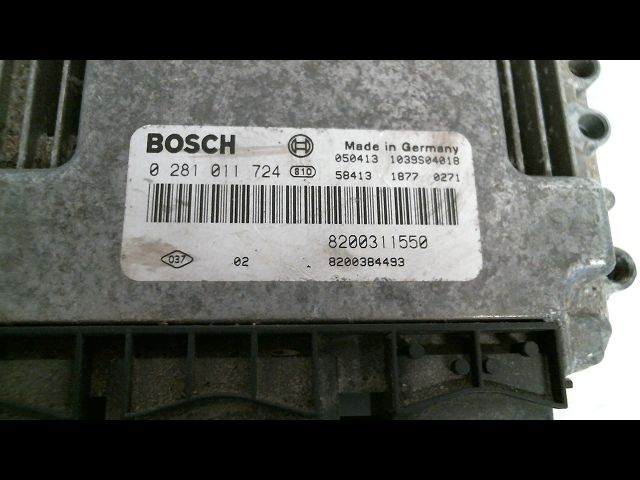 BOSCH
Made in Germany
050413 1039S04018
0 281 011 724 810
58413 1877 0271
8200311550
037 02 8200384493